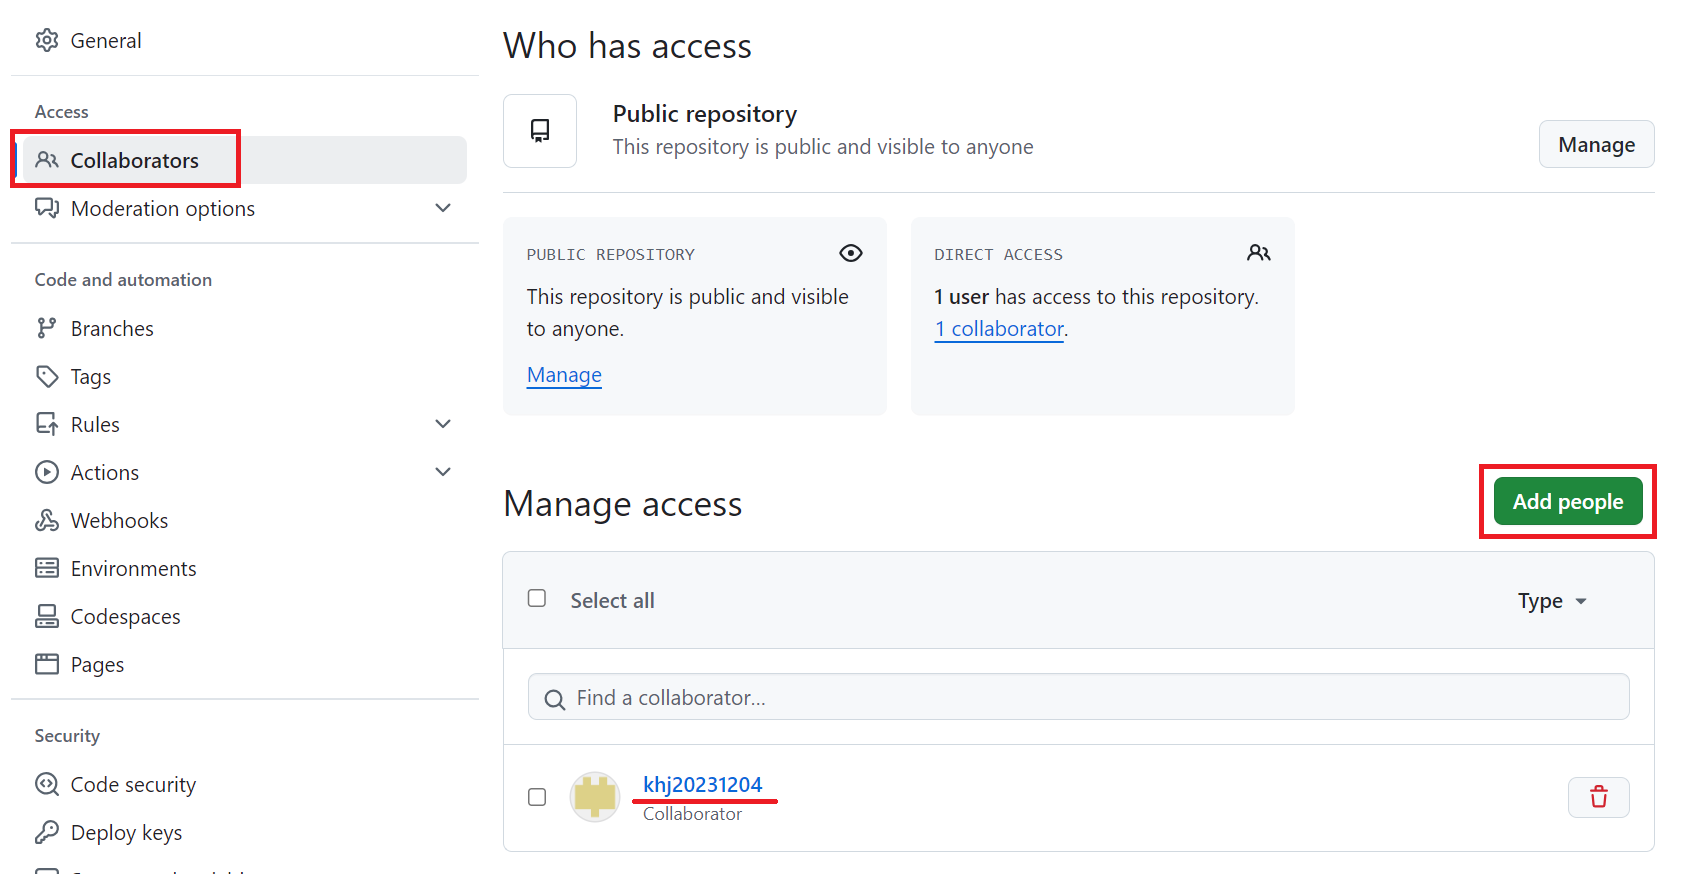 General
Access
Collaborators
Moderation options
Code and automation
Branches
Tags
Rules
Actions
Webhooks
Environments
Codespaces
Pages
Security
Code security
Deploy keys
Who has access
Public repository
This repository is public and visible to anyone
Manage
PUBLIC REPOSITORY
This repository is public and visible
to anyone.
Manage
DIRECT ACCESS
1 user has access to this repository.
1 collaborator.
Manage access
Add people
Select all
Type
Find a collaborator...
khj20231204
Collaborator